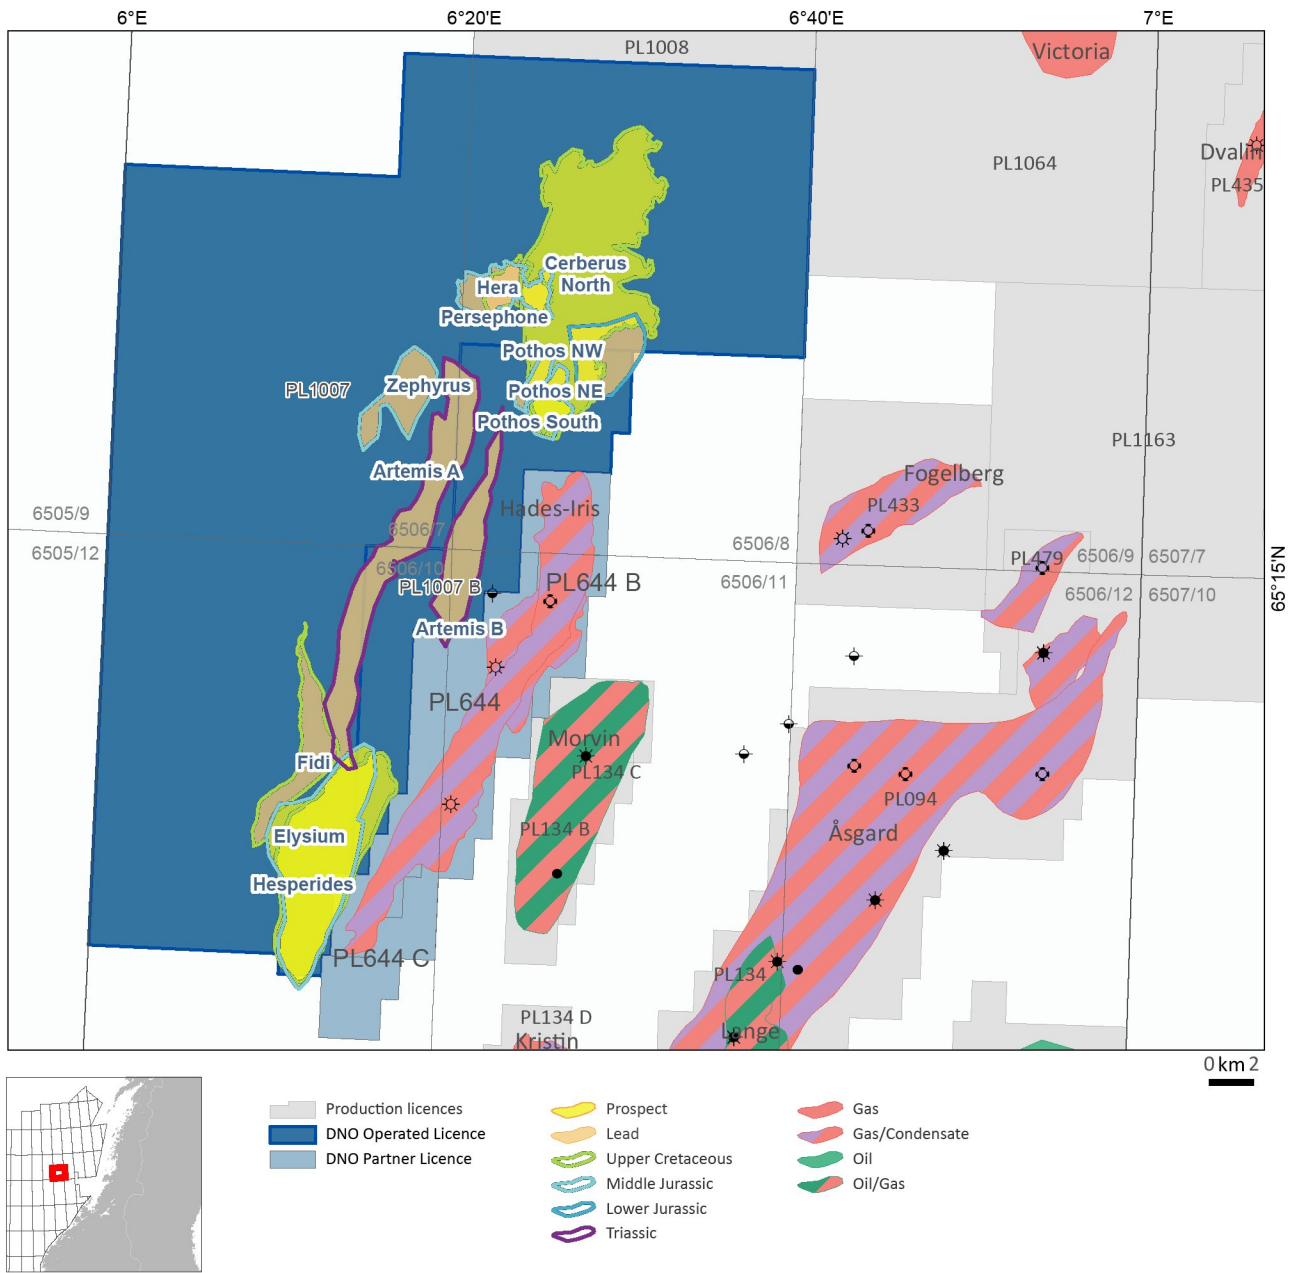 6°E
6°20'E
6°40'E
7°E
PL1008
Victoria
PL1064
Dvalin
PL435
Cerberus
North
Hera
Persephone
Pothos NW
Zephyrus
PL1007
Pothos NE
Pothos South
PL1163
Artemis A
Fogelberg
PL433
Hades-Iris
6505/9
6506/7
6506/8
6505/12
6506/10
PL479
6506/9
6507/7
PL1007 B
PL644 B
6506/11
6506/12
6507/10
65°15'N
Artemis B
PL644
Morvin
PL134 C
Fidi
PL094
PL134 B
Åsgard
Elysium
Hesperides
PL644 C
PL134
PL134 D
Kristin
Lange
0 km 2
Production licences
DNO Operated Licence
DNO Partner Licence
Prospect
Lead
Upper Cretaceous
Middle Jurassic
Lower Jurassic
Triassic
Gas
Gas/Condensate
Oil
Oil/Gas